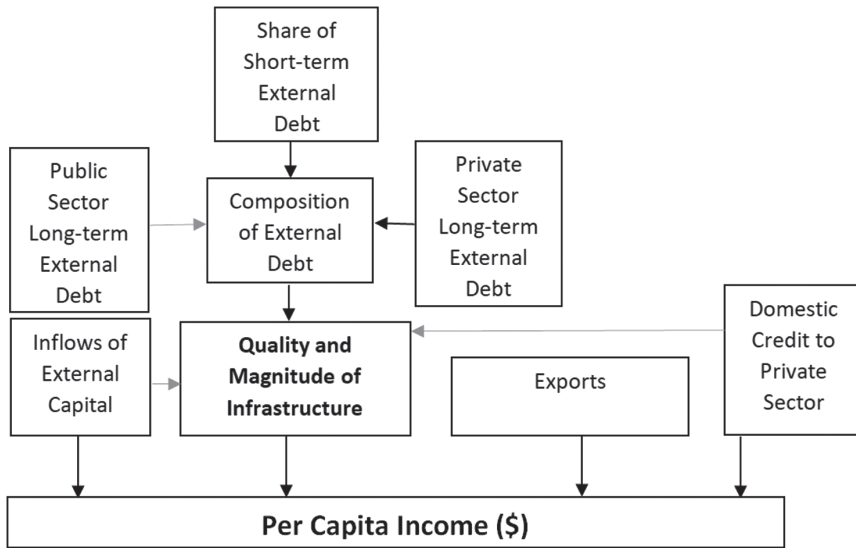 Share of
Short-term
External
Debt
Public
Sector
Long-term
External
Debt
Composition
of External
Debt
Private
Sector
Long-term
External
Debt
Inflows of
External
Capital
Quality and
Magnitude of
Infrastructure
Exports
Domestic
Credit to
Private
Sector
Per Capita Income ($)